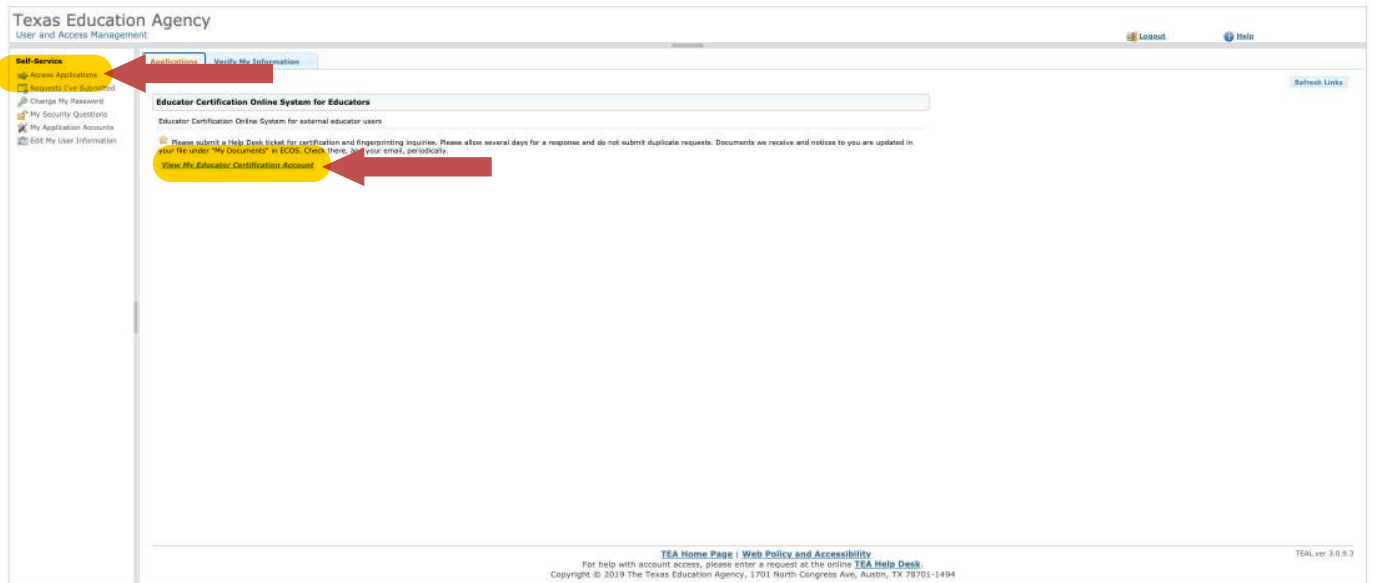 Texas Education Agency
User and Access Management
Logout
Help
Self-Service
Access Applications
Requests I've Submitted
Change My Password
My Security Questions
My Application Accounts
Edit My User Information
Applications
Verify My Information
Refresh Links
Educator Certification Online System for Educators
Educator Certification Online System for external educator users
Please submit a Help Desk ticket for certification and fingerprinting inquiries. Please allow several days for a response and do not submit duplicate requests. Documents we receive and notices to you are updated in
your file under "My Documents" in ECOS. Check there, and your email, periodically.
View My Educator Certification Account
TEA Home Page | Web Policy and Accessibility
For help with account access, please enter a request at the online TEA Help Desk.
Copyright © 2019 The Texas Education Agency, 1701 North Congress Ave, Austin, TX 78701-1494
TEAL ver 3.0.9.3